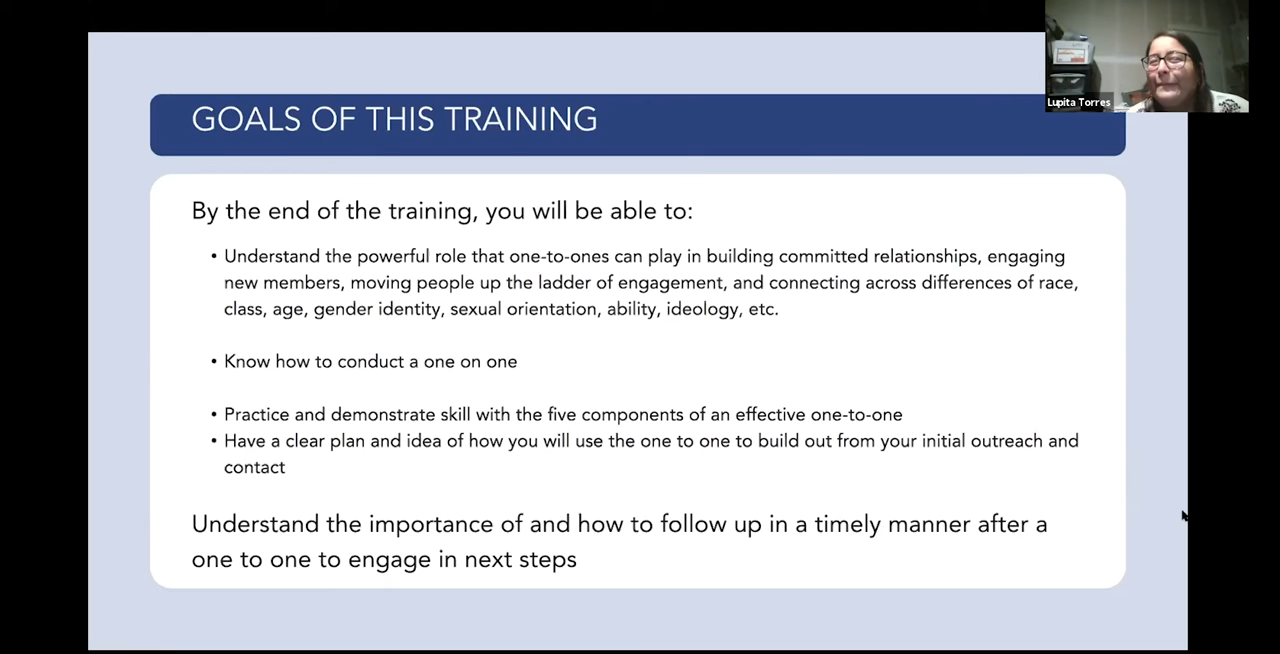 GOALS OF THIS TRAINING
Lupita Torres
By the end of the training, you will be able to:
• Understand the powerful role that one-to-ones can play in building committed relationships, engaging
new members, moving people up the ladder of engagement, and connecting across differences of race,
class, age, gender identity, sexual orientation, ability, ideology, etc.
• Know how to conduct a one on one
• Practice and demonstrate skill with the five components of an effective one-to-one
• Have a clear plan and idea of how you will use the one to one to build out from your initial outreach and
contact
Understand the importance of and how to follow up in a timely manner after a
one to one to engage in next steps